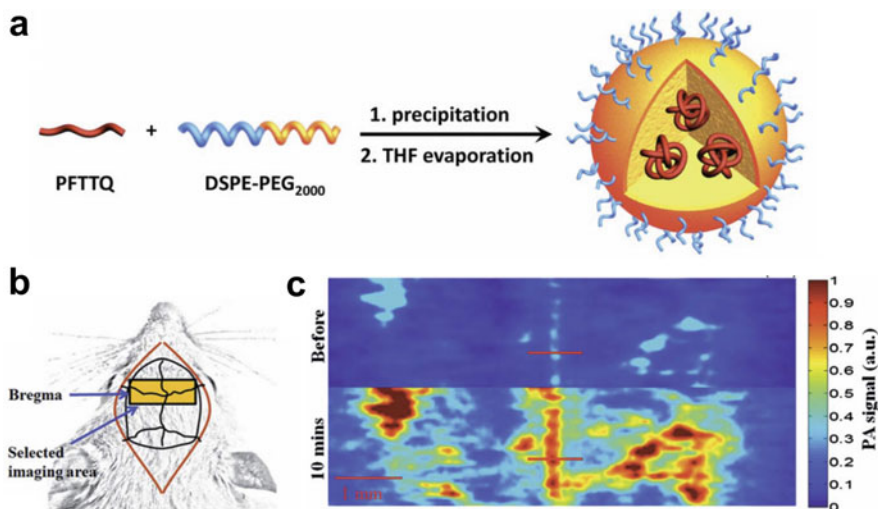 a
PFTTQ
+
DSPE-PEG2000
1. precipitation
2. THF evaporation
b
Bregma
Selected
imaging area
c
Before
10 mins
1 mm
1
0.9
0.8
0.7
0.6
0.5
0.4
0.3
0.2
0.1
0
PA signal (a.u.)